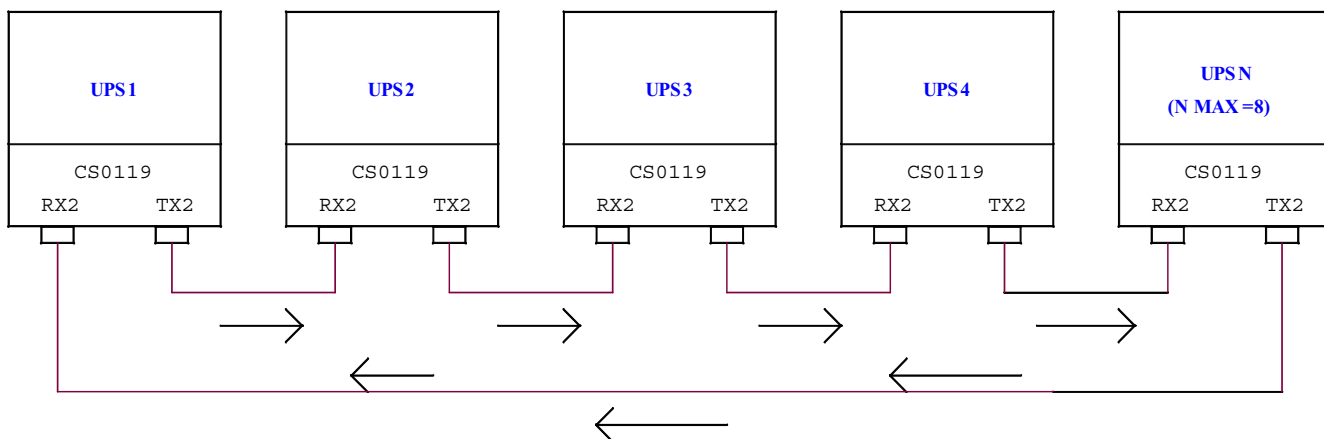 UPS1
UPS2
UPS3
UPS4
UPSN
(N MAX =8)
CS0119
CS0119
CS0119
CS0119
CS0119
RX2 TX2
RX2 TX2
RX2 TX2
RX2 TX2
RX2 TX2